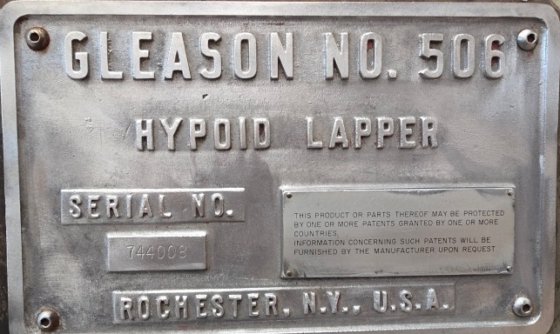 GLEASON NO. 506
HYPOID LAPPER
SERIAL NO.
744008
THIS PRODUCT OR PARTS THEREOF MAY BE PROTECTED
BY ONE OR MORE PATENTS GRANTED BY ONE OR MORE
COUNTRIES.
INFORMATION CONCERNING SUCH PATENTS WILL BE
FURNISHED BY THE MANUFACTURER UPON REQUEST
ROCHESTER, N.Y., U.S.A.